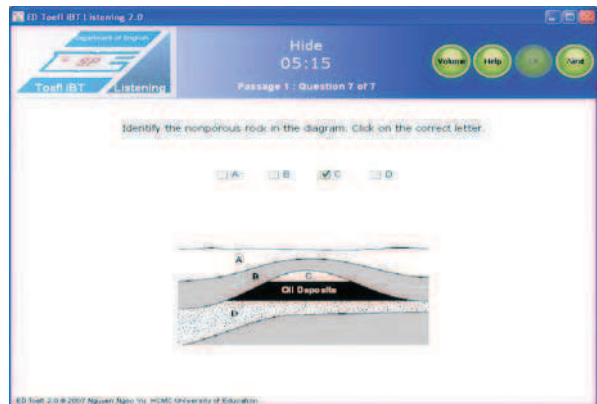 ED Toefl iBT Listening 2.0
Department of English
SP
Toefl iBT Listening
Hide
05:15
Passage 1 : Question 7 of 7
Volume Help OK Next
Identify the nonporous rock in the diagram. Click on the correct letter.
A B C D
A
B C
Oil Deposits
D
ED Toefl 2.0 © 2007 Nguyen Ngoc Vu HCMC University of Education